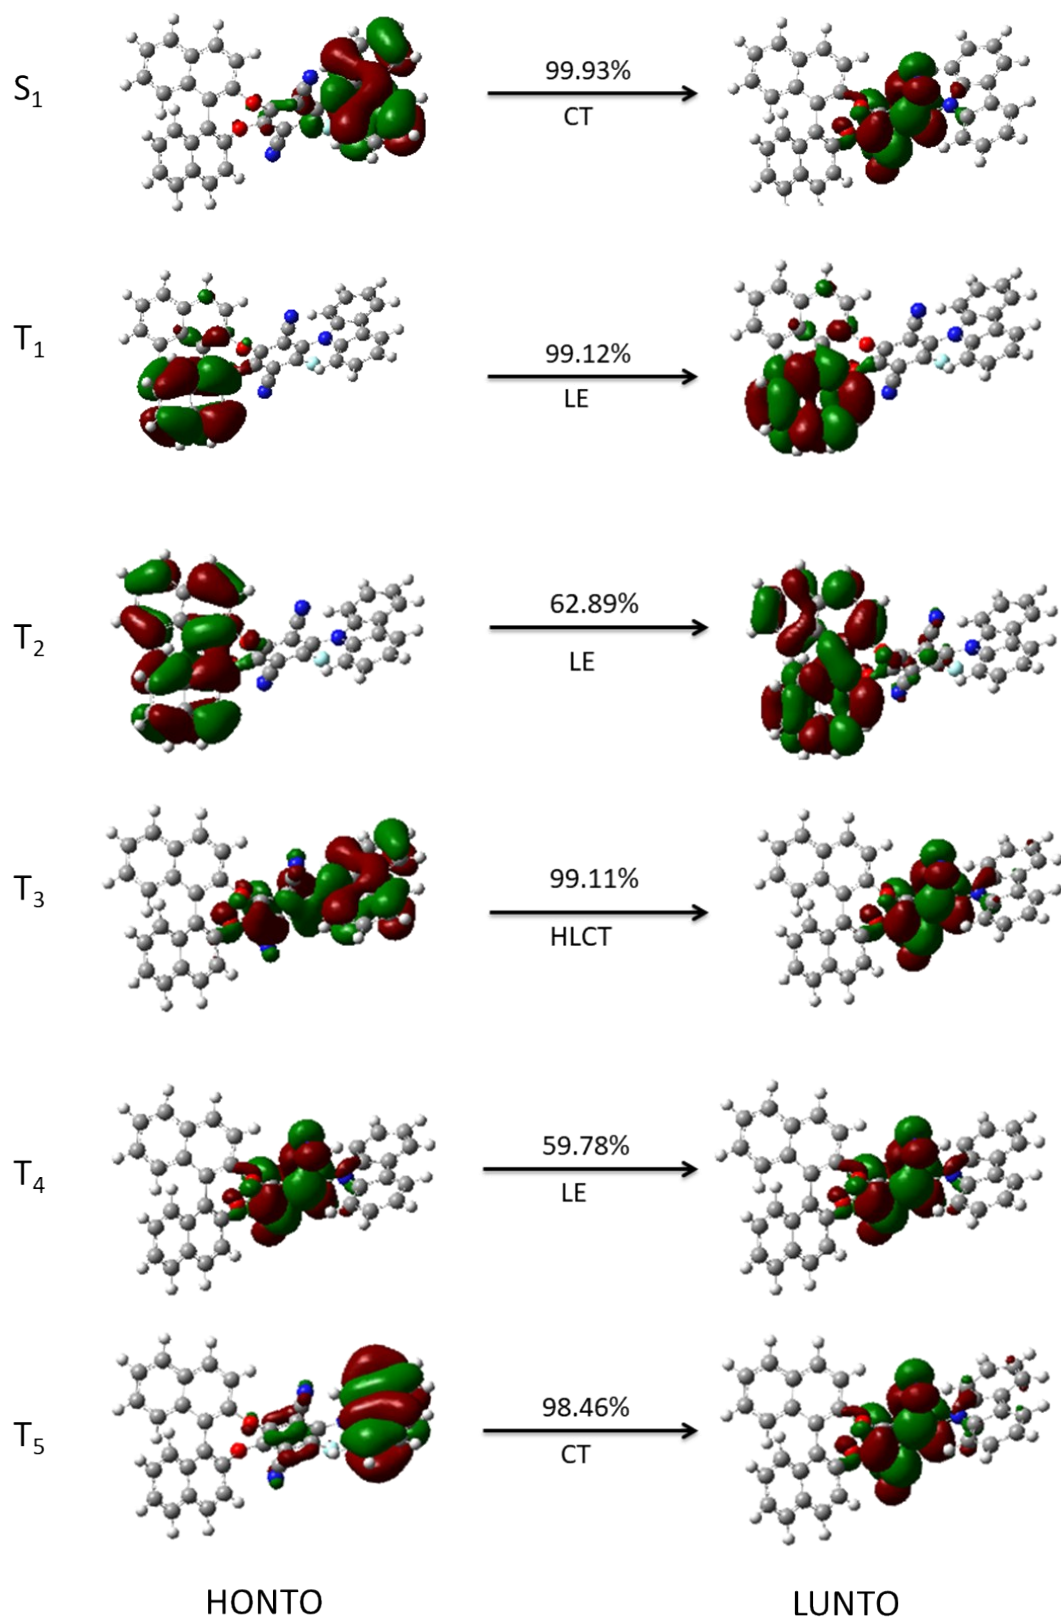 S1
99.93%
CT
T1
99.12%
LE
T2
62.89%
LE
T3
99.11%
HLCT
T4
59.78%
LE
T5
98.46%
CT
HONTO LUNTO